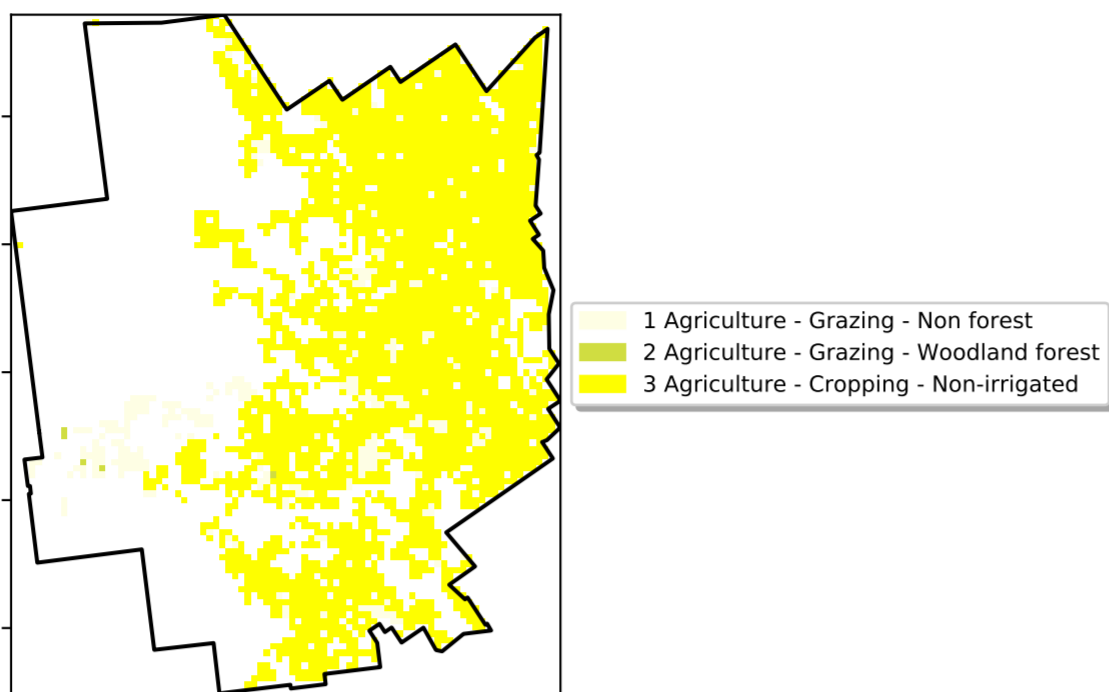 1 Agriculture - Grazing - Non forest
2 Agriculture - Grazing - Woodland forest
3 Agriculture - Cropping - Non-irrigated